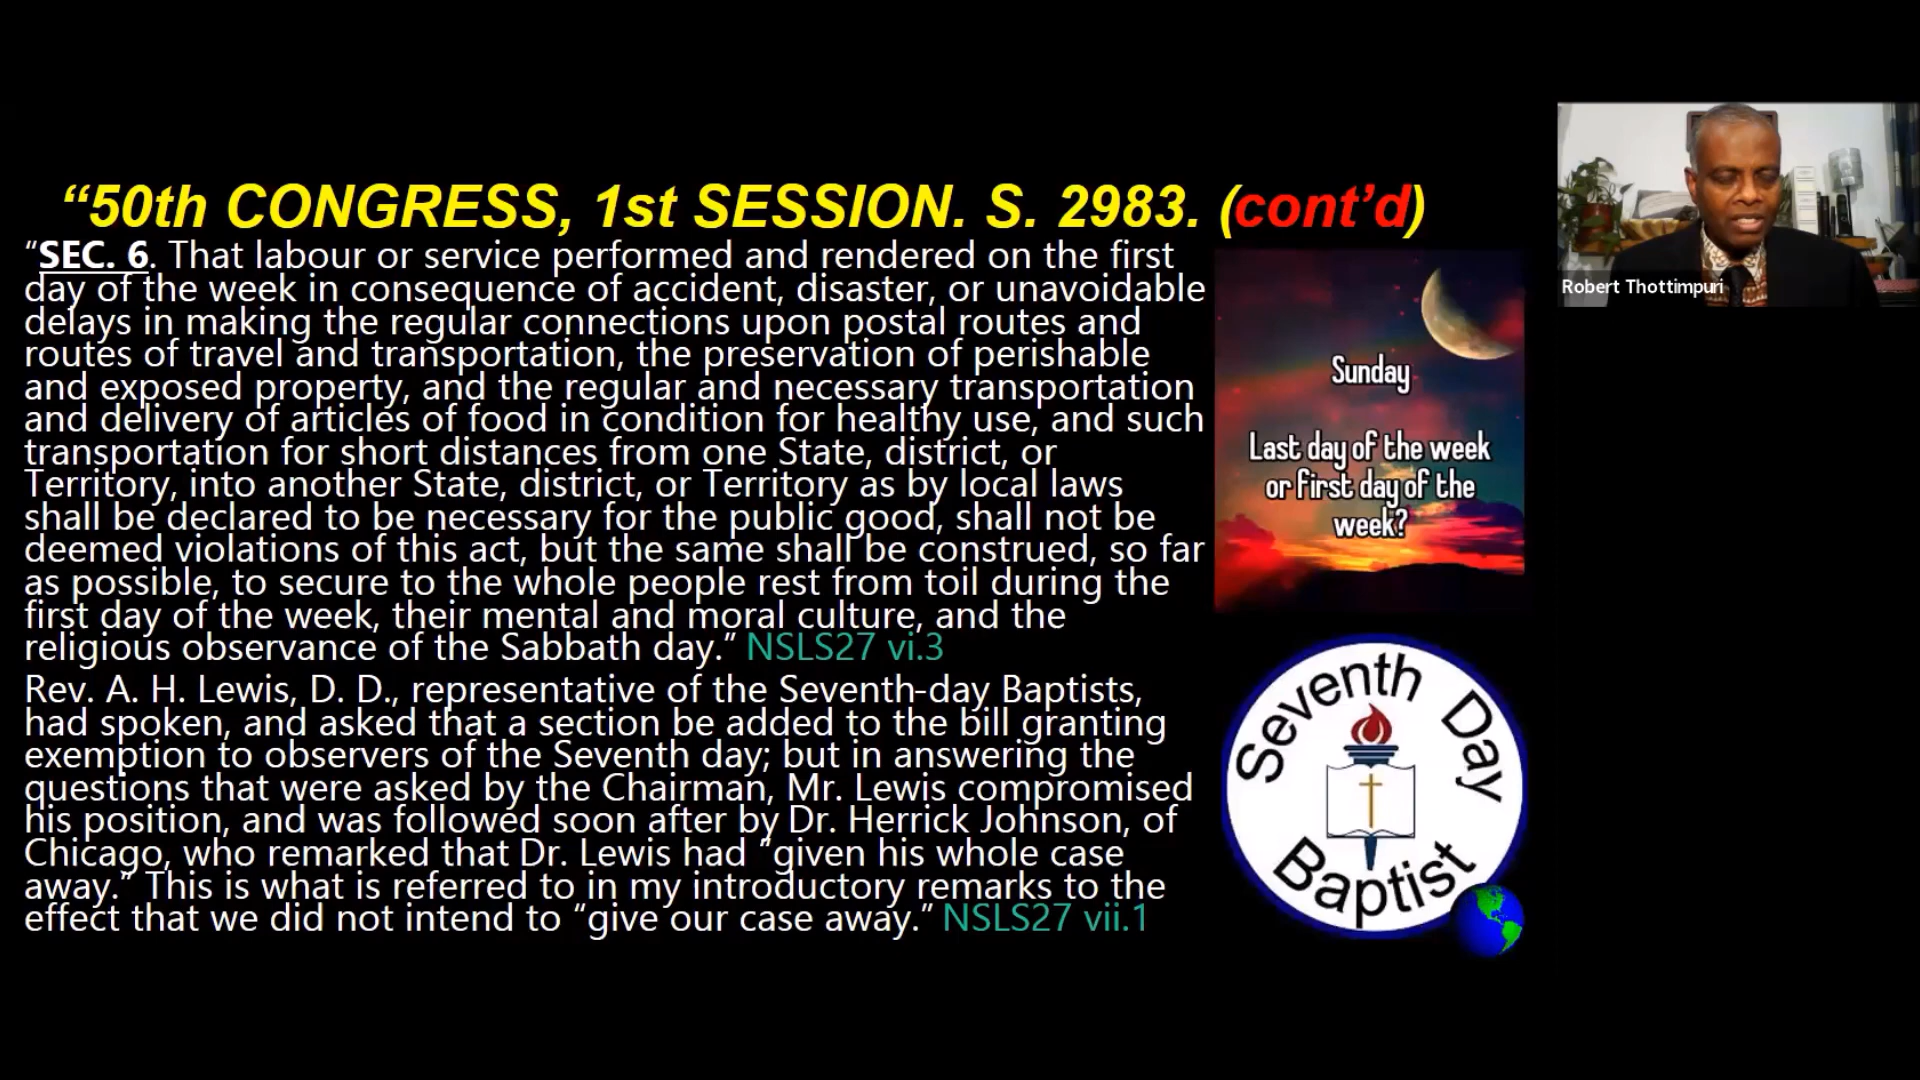 “50th CONGRESS, 1st SESSION. S. 2983. (cont’d)
“SEC. 6. That labour or service performed and rendered on the first
day of the week in consequence of accident, disaster, or unavoidable
delays in making the regular connections upon postal routes and
routes of travel and transportation, the preservation of perishable
and exposed property, and the regular and necessary transportation
and delivery of articles of food in condition for healthy use, and such
transportation for short distances from one State, district, or
Territory, into another State, district, or Territory as by local laws
shall be declared to be necessary for the public good, shall not be
deemed violations of this act, but the same shall be construed, so far
as possible, to secure to the whole people rest from toil during the
first day of the week, their mental and moral culture, and the
religious observance of the Sabbath day.” NSLS27 vi.3
Rev. A. H. Lewis, D. D., representative of the Seventh-day Baptists,
had spoken, and asked that a section be added to the bill granting
exemption to observers of the Seventh day; but in answering the
questions that were asked by the Chairman, Mr. Lewis compromised
his position, and was followed soon after by Dr. Herrick Johnson, of
Chicago, who remarked that Dr. Lewis had “given his whole case
away.” This is what is referred to in my introductory remarks to the
effect that we did not intend to “give our case away.” NSLS27 vii.1
Sunday
Last day of the week
or first day of the
week?
Seventh Day
Baptist
Robert Thottimpuri